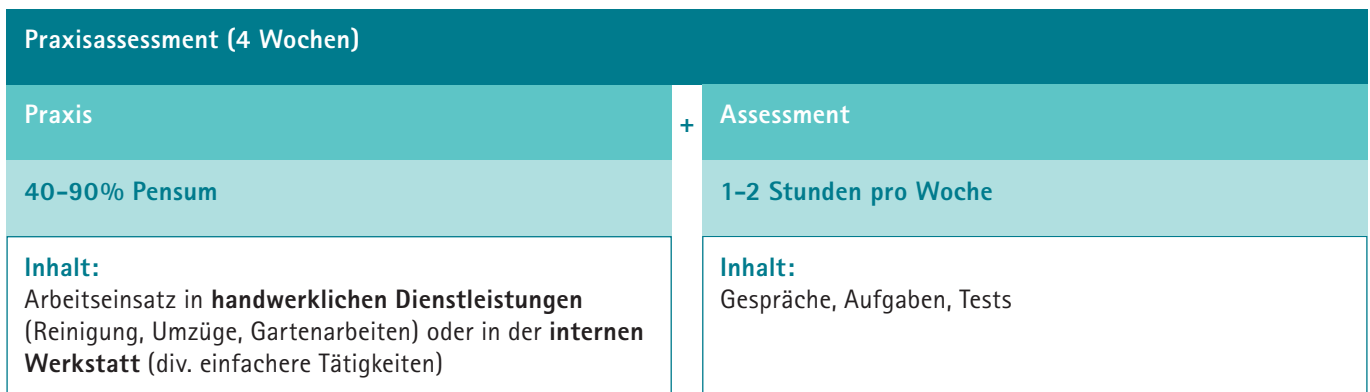 Praxisassessment (4 Wochen)
Praxis
+
Assessment
40-90% Pensum
1-2 Stunden pro Woche
Inhalt:
Arbeitseinsatz in handwerklichen Dienstleistungen
(Reinigung, Umzüge, Gartenarbeiten) oder in der internen
Werkstatt (div. einfachere Tätigkeiten)
Inhalt:
Gespräche, Aufgaben, Tests